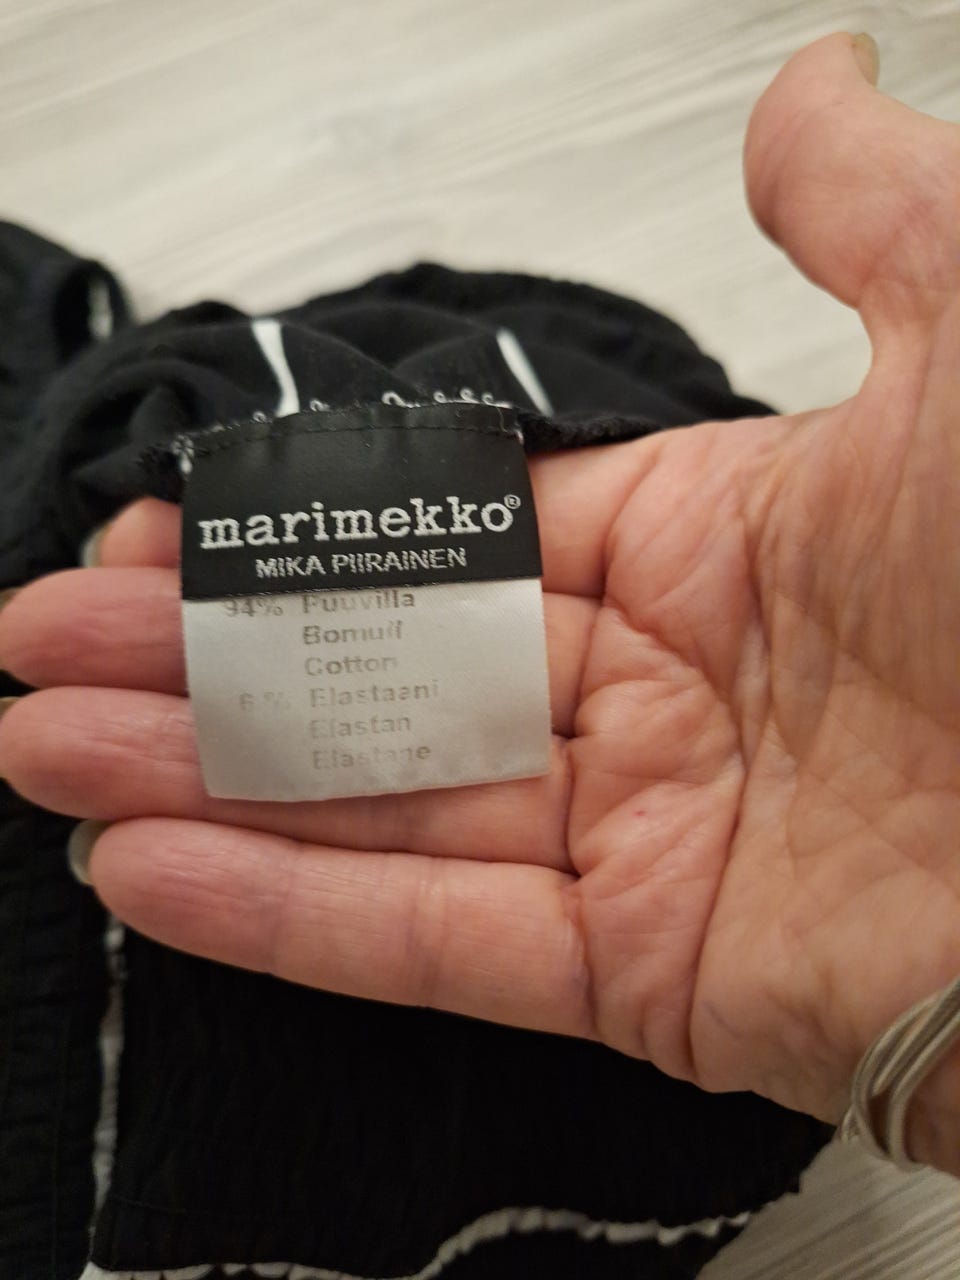 marimekko®
MIKA PIIRAINEN
94% Puuvilla
Bomull
Cotton
6 % Elastaani
Elastan
Elastane